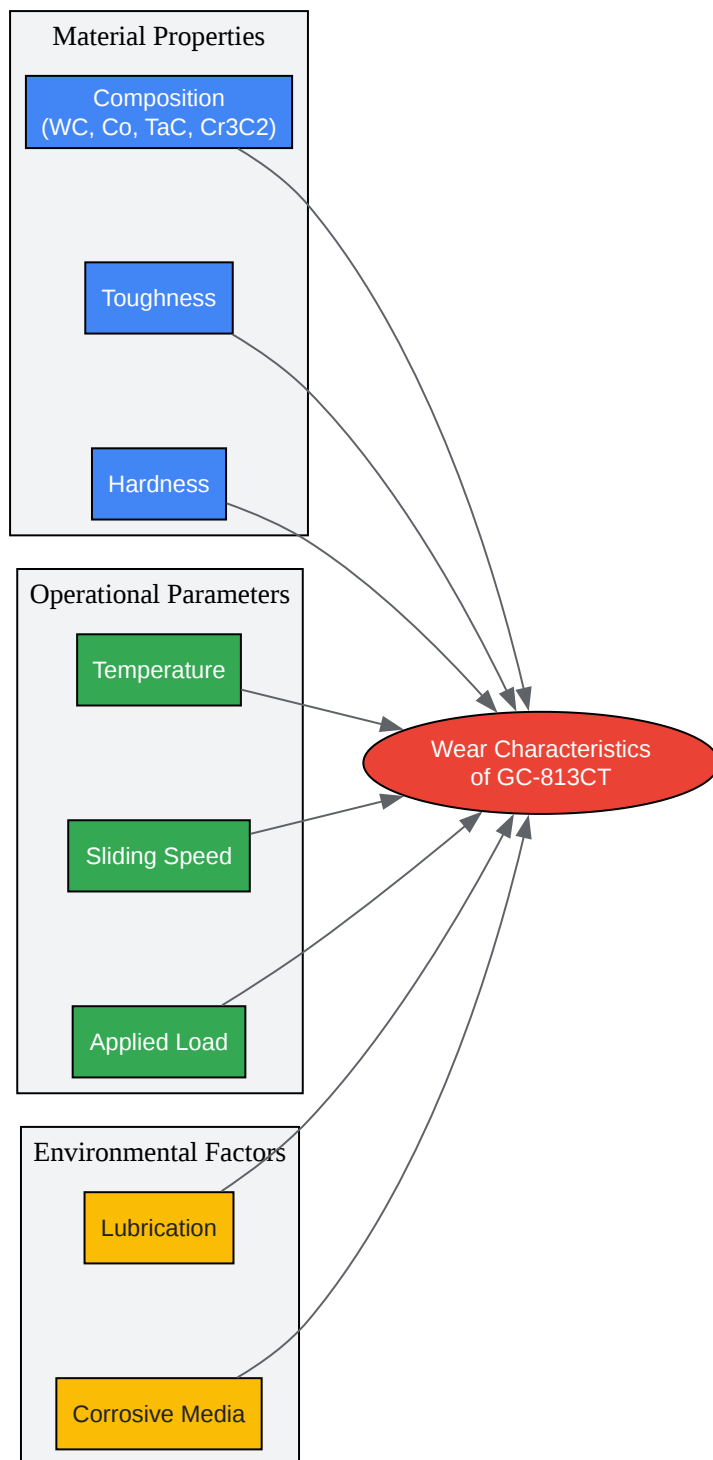 Material Properties
Composition
(WC, Co, TaC, Cr3C2)
Toughness
Hardness
Operational Parameters
Temperature
Wear Characteristics
of GC-813CT
Sliding Speed
Applied Load
Environmental Factors
Lubrication
Corrosive Media